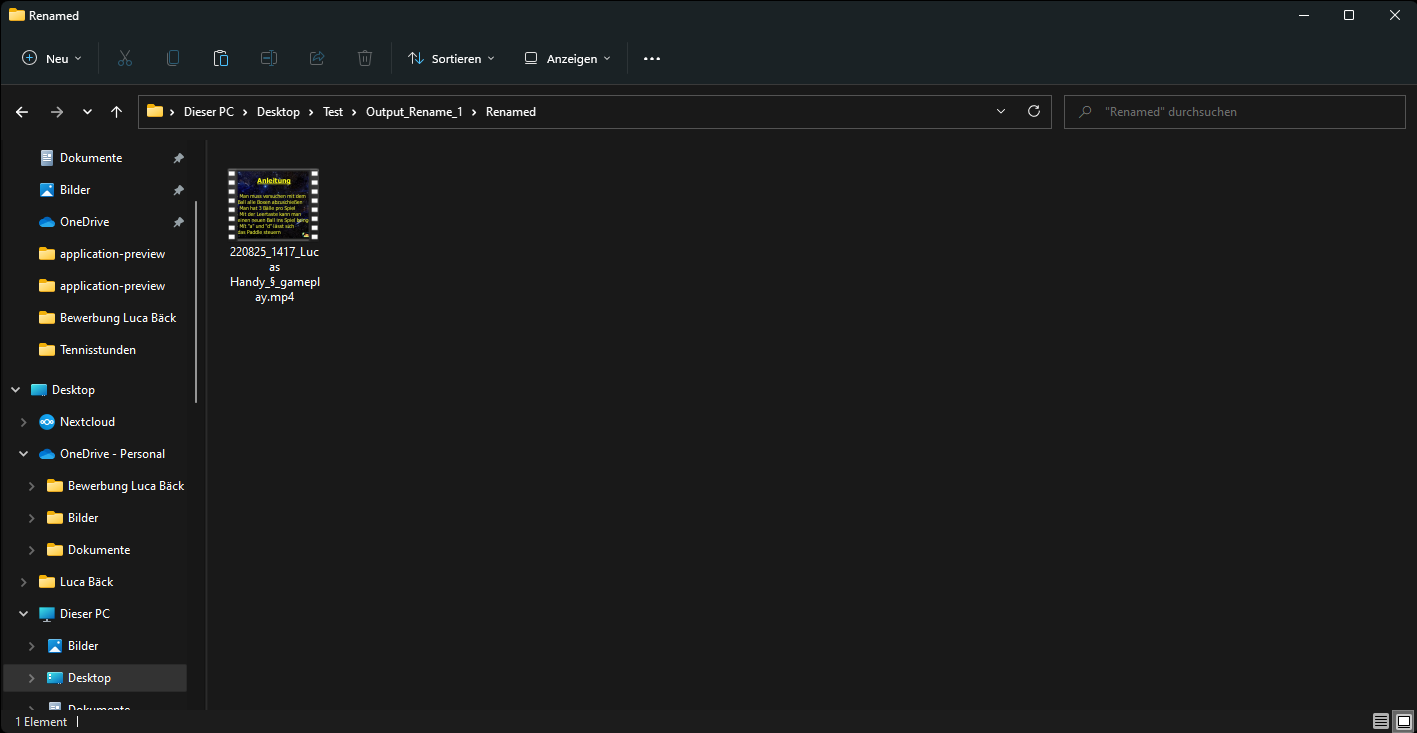 Renamed
Neu
Sortieren
Anzeigen
Dieser PC
Desktop
Test
Output_Rename_1
Renamed
"Renamed" durchsuchen
Dokumente
Bilder
OneDrive
application-preview
application-preview
Bewerbung Luca Bäck
Tennisstunden
Desktop
Nextcloud
OneDrive - Personal
Bewerbung Luca Bäck
Bilder
Dokumente
Luca Bäck
Dieser PC
Bilder
Desktop
Dokumente
Anleitung
Man muss versuchen mit dem
Ball alle Boxen abzuschießen
Man hat 3 Bälle pro Spiel
Mit der Leertaste kann man
einen neuen Ball ins Spiel bring
Mit "a" und "d" lässt sich
das Paddle steuern
220825_1417_Luc
as
Handy_§_gamepl
ay.mp4
1 Element